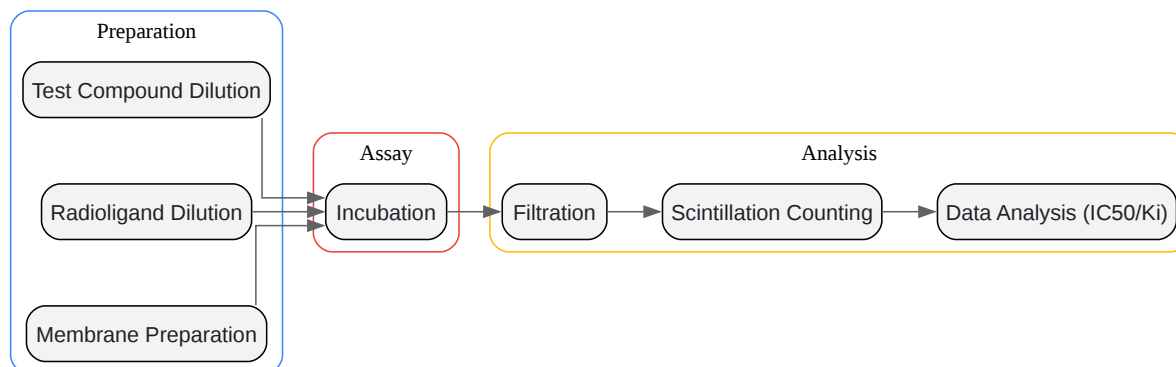 Preparation
Test Compound Dilution
Radioligand Dilution
Membrane Preparation
Assay
Incubation
Analysis
Filtration
Scintillation Counting
Data Analysis (IC50/Ki)